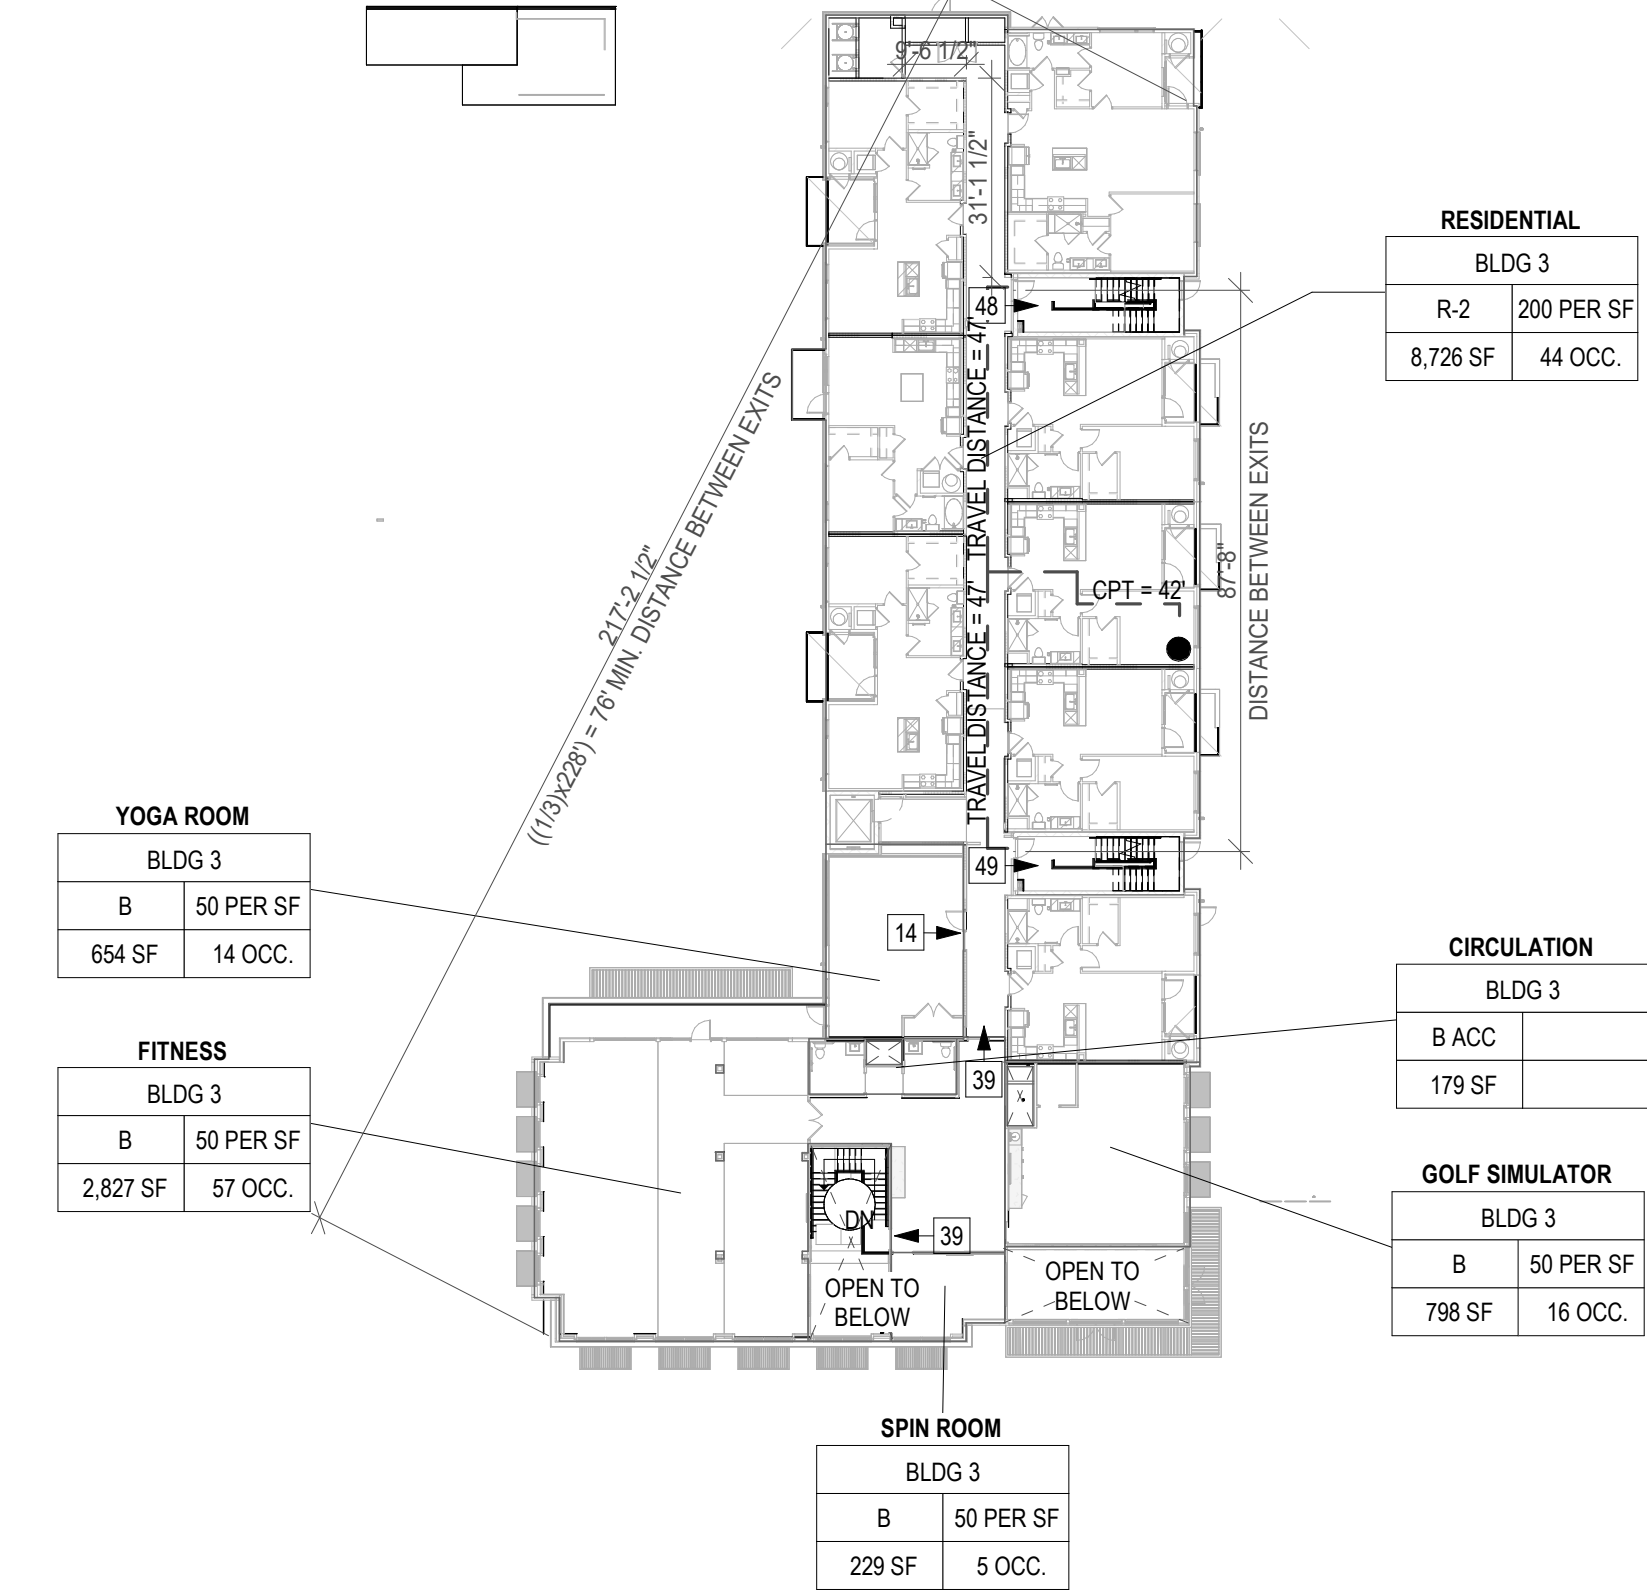 9'-6 1/2"
31'-1 1/2"
RESIDENTIAL
BLDG 3
R-2 200 PER SF
8,726 SF 44 OCC.
48
TRAVEL DISTANCE = 47'
TRAVEL DISTANCE = 47'
CPT = 42'
87'-8"
DISTANCE BETWEEN EXITS
217'-2 1/2"
((1/3)x228') = 76' MIN. DISTANCE BETWEEN EXITS
YOGA ROOM
BLDG 3
B 50 PER SF
654 SF 14 OCC.
49
14
CIRCULATION
BLDG 3
B ACC
179 SF
FITNESS
BLDG 3
B 50 PER SF
2,827 SF 57 OCC.
39
GOLF SIMULATOR
BLDG 3
B 50 PER SF
798 SF 16 OCC.
DN
39
OPEN TO
BELOW
OPEN TO
BELOW
SPIN ROOM
BLDG 3
B 50 PER SF
229 SF 5 OCC.